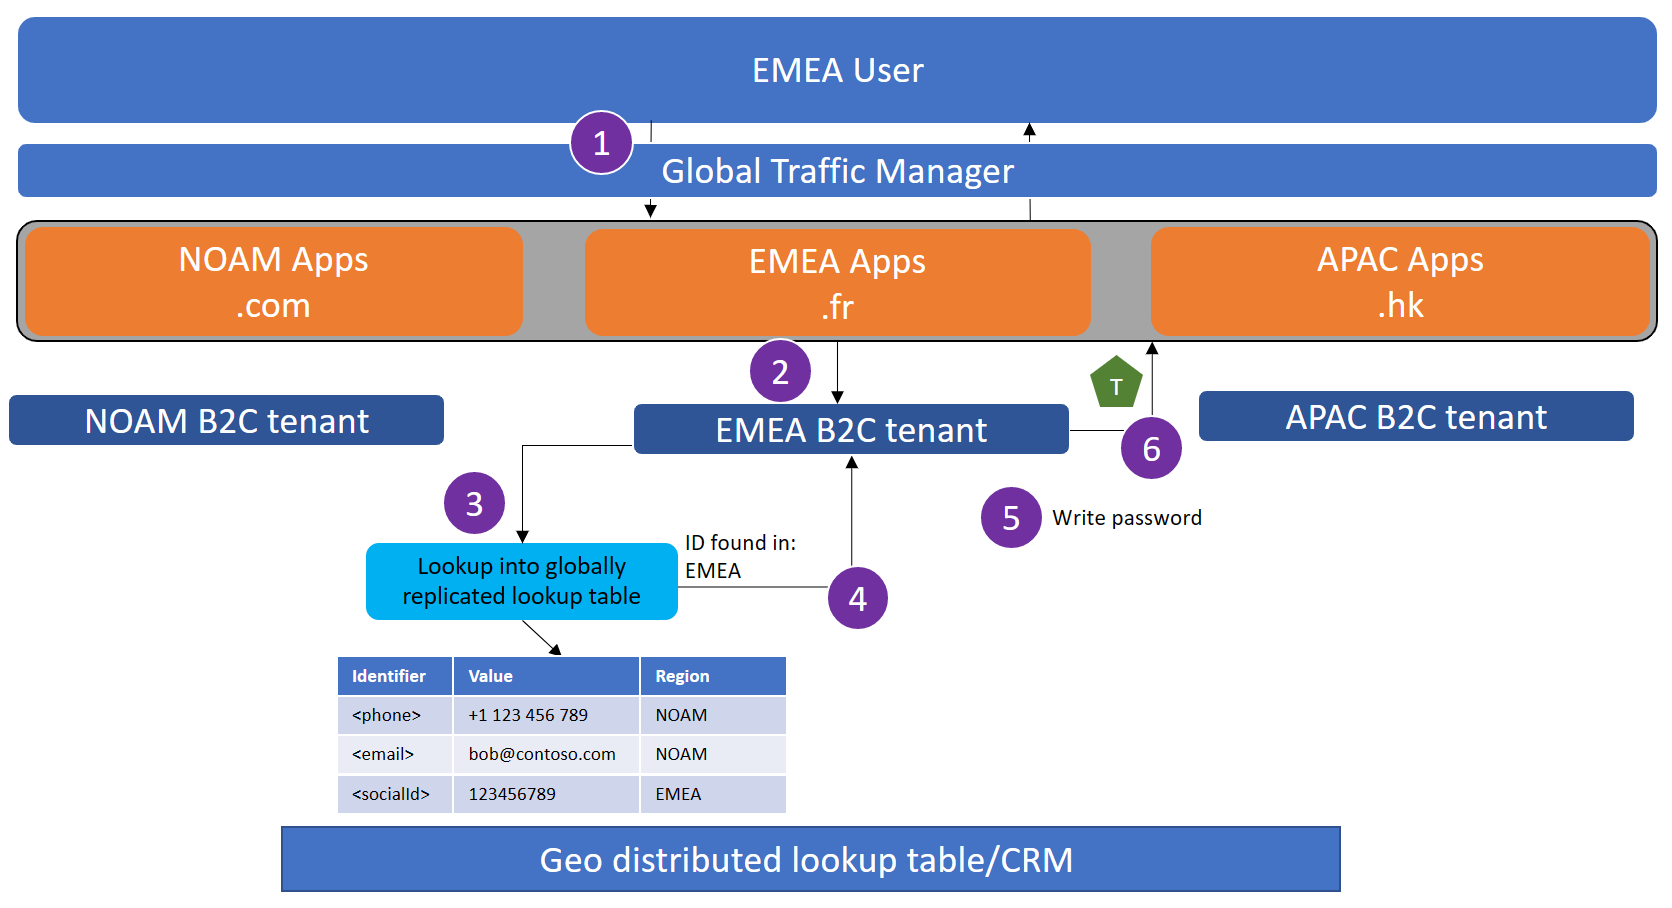 EMEA User
1
Global Traffic Manager
NOAM Apps
.com
EMEA Apps
.fr
APAC Apps
.hk
2
T
NOAM B2C tenant
EMEA B2C tenant
APAC B2C tenant
6
3
5
Write password
ID found in:
EMEA
Lookup into globally
replicated lookup table
4
Identifier Value Region
<phone> +1 123 456 789 NOAM
<email> bob@contoso.com NOAM
<socialId> 123456789 EMEA
Geo distributed lookup table/CRM